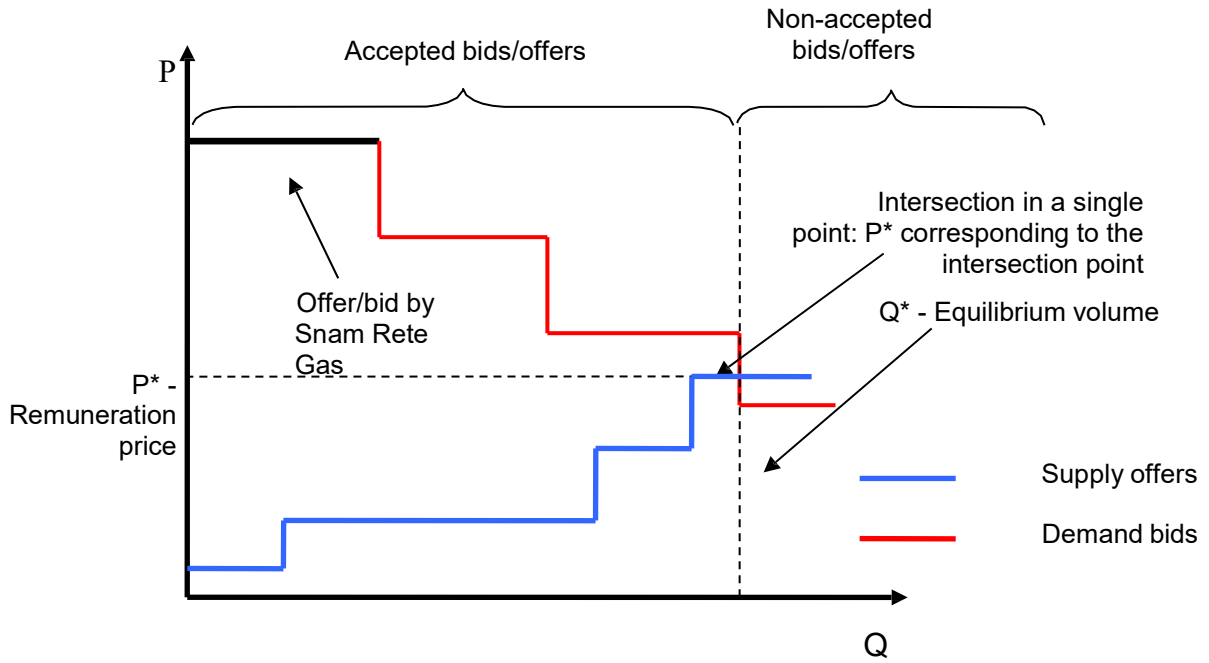 Accepted bids/offers
Non-accepted
bids/offers
P
Intersection in a single
point: P* corresponding to the
intersection point
Offer/bid by
Snam Rete
Gas
Q* - Equilibrium volume
P* -
Remuneration
price
Supply offers
Demand bids
Q